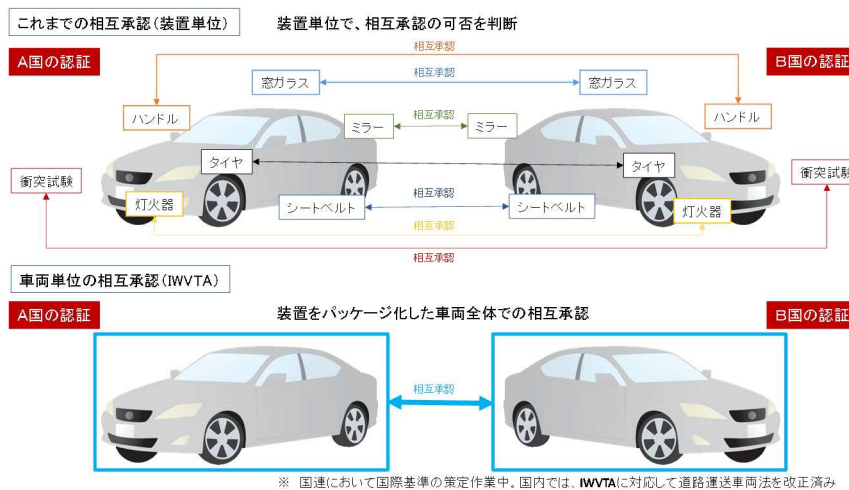 これまでの相互承認(装置単位)
装置単位で、相互承認の可否を判断
相互承認
A国の認証
B国の認証
相互承認
窓ガラス
窓ガラス
ハンドル
相互承認
ハンドル
ミラー
ミラー
タイヤ
タイヤ
衝突試験
衝突試験
相互承認
灯火器
シートベルト
シートベルト
灯火器
相互承認
相互承認
車両単位の相互承認(IWVTA)
A国の認証
装置をパッケージ化した車両全体での相互承認
B国の認証
相互承認
※ 国連において国際基準の策定作業中。国内では、IWVTAに対応して道路運送車両法を改正済み